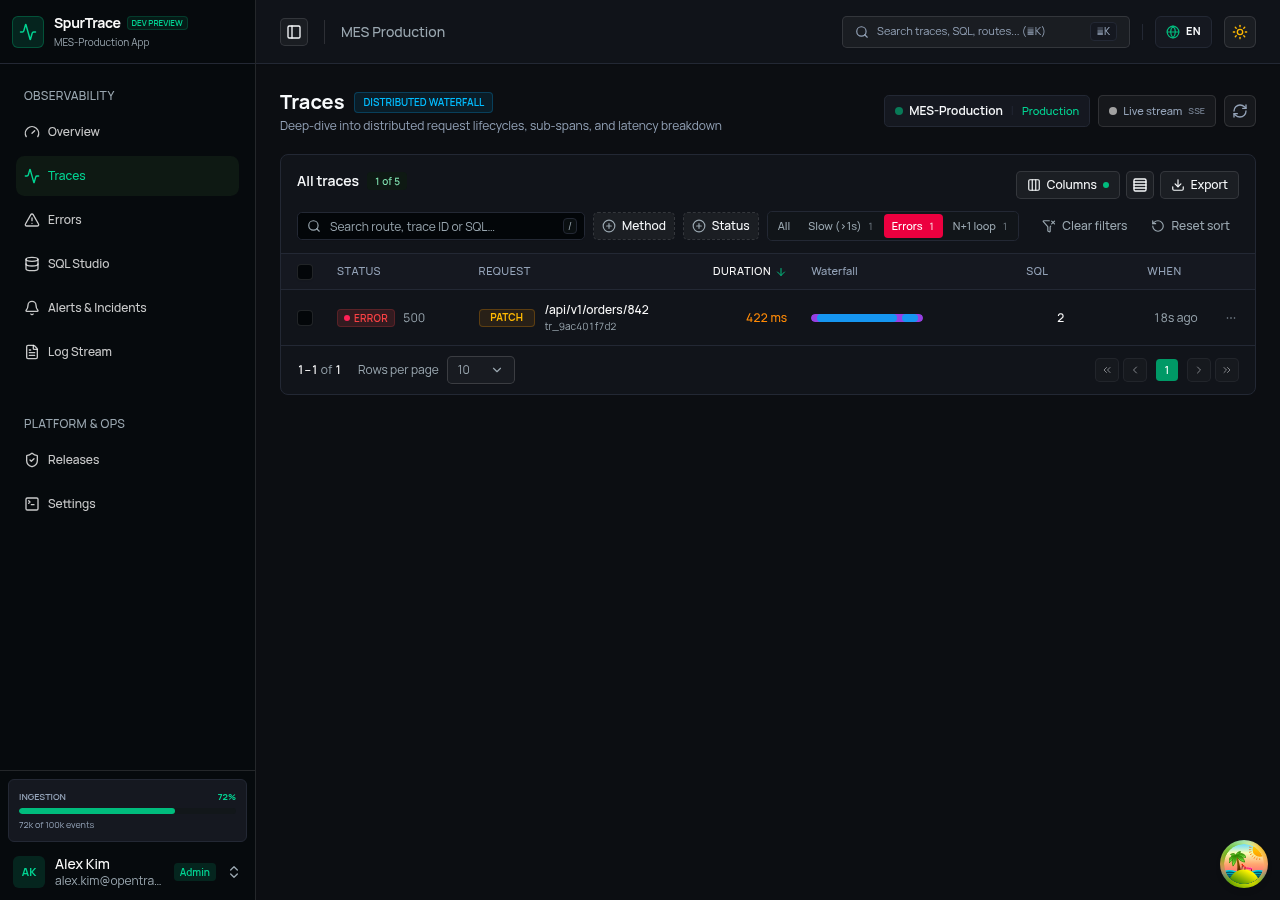 SpurTrace DEV PREVIEW
MES-Production App
OBSERVABILITY
Overview
Traces
Errors
SQL Studio
Alerts & Incidents
Log Stream
PLATFORM & OPS
Releases
Settings
INGESTION 72%
72k of 100k events
AK Alex Kim Admin
alex.kim@opentra...
MES Production
Search traces, SQL, routes... (⌘K) ⌘K
EN
Traces DISTRIBUTED WATERFALL
Deep-dive into distributed request lifecycles, sub-spans, and latency breakdown
MES-Production Production
Live stream SSE
All traces 1 of 5
Columns Export
Search route, trace ID or SQL... /
Method Status
All Slow (>1s) 1 Errors 1 N+1 loop 1
Clear filters Reset sort
STATUS REQUEST DURATION ↓ Waterfall SQL WHEN
ERROR 500 PATCH /api/v1/orders/842 422 ms 2 18s ago ...
tr_9ac401f7d2
1–1 of 1 Rows per page 10 « ‹ 1 › »